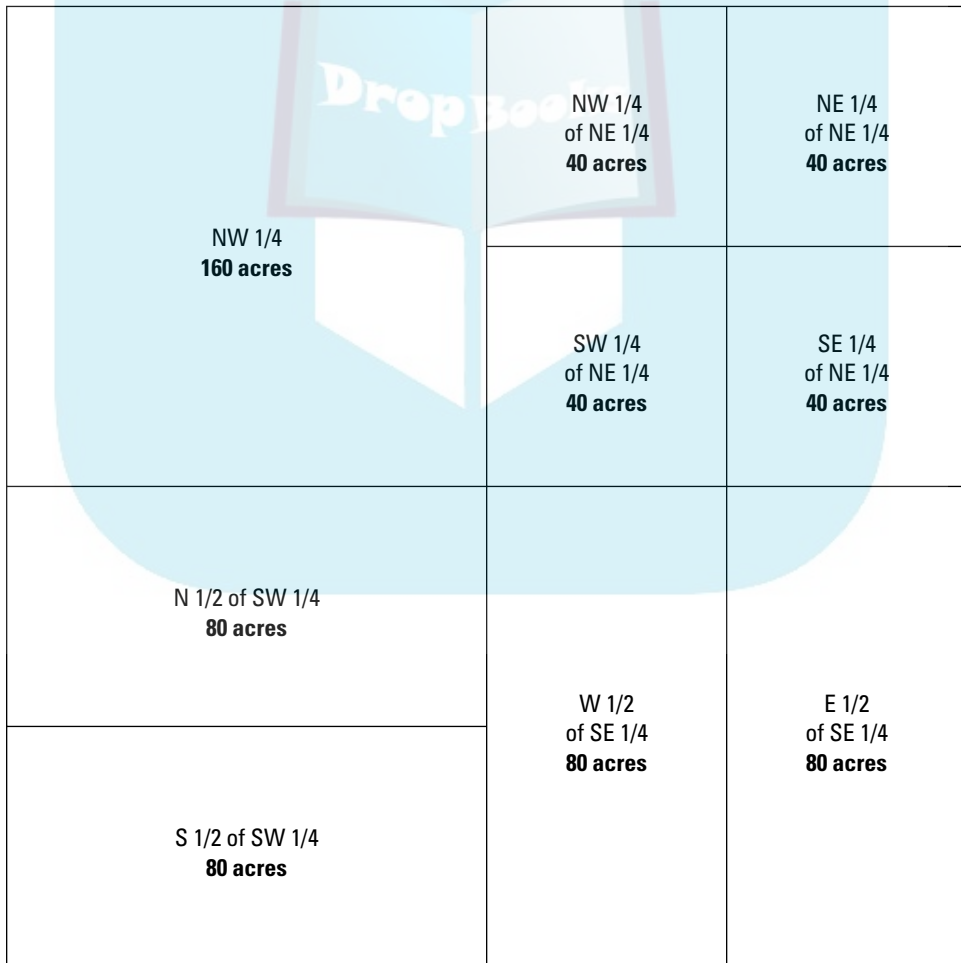 DropBooks
NW 1/4
of NE 1/4
40 acres
NE 1/4
of NE 1/4
40 acres
NW 1/4
160 acres
SW 1/4
of NE 1/4
40 acres
SE 1/4
of NE 1/4
40 acres
N 1/2 of SW 1/4
80 acres
W 1/2
of SE 1/4
80 acres
E 1/2
of SE 1/4
80 acres
S 1/2 of SW 1/4
80 acres